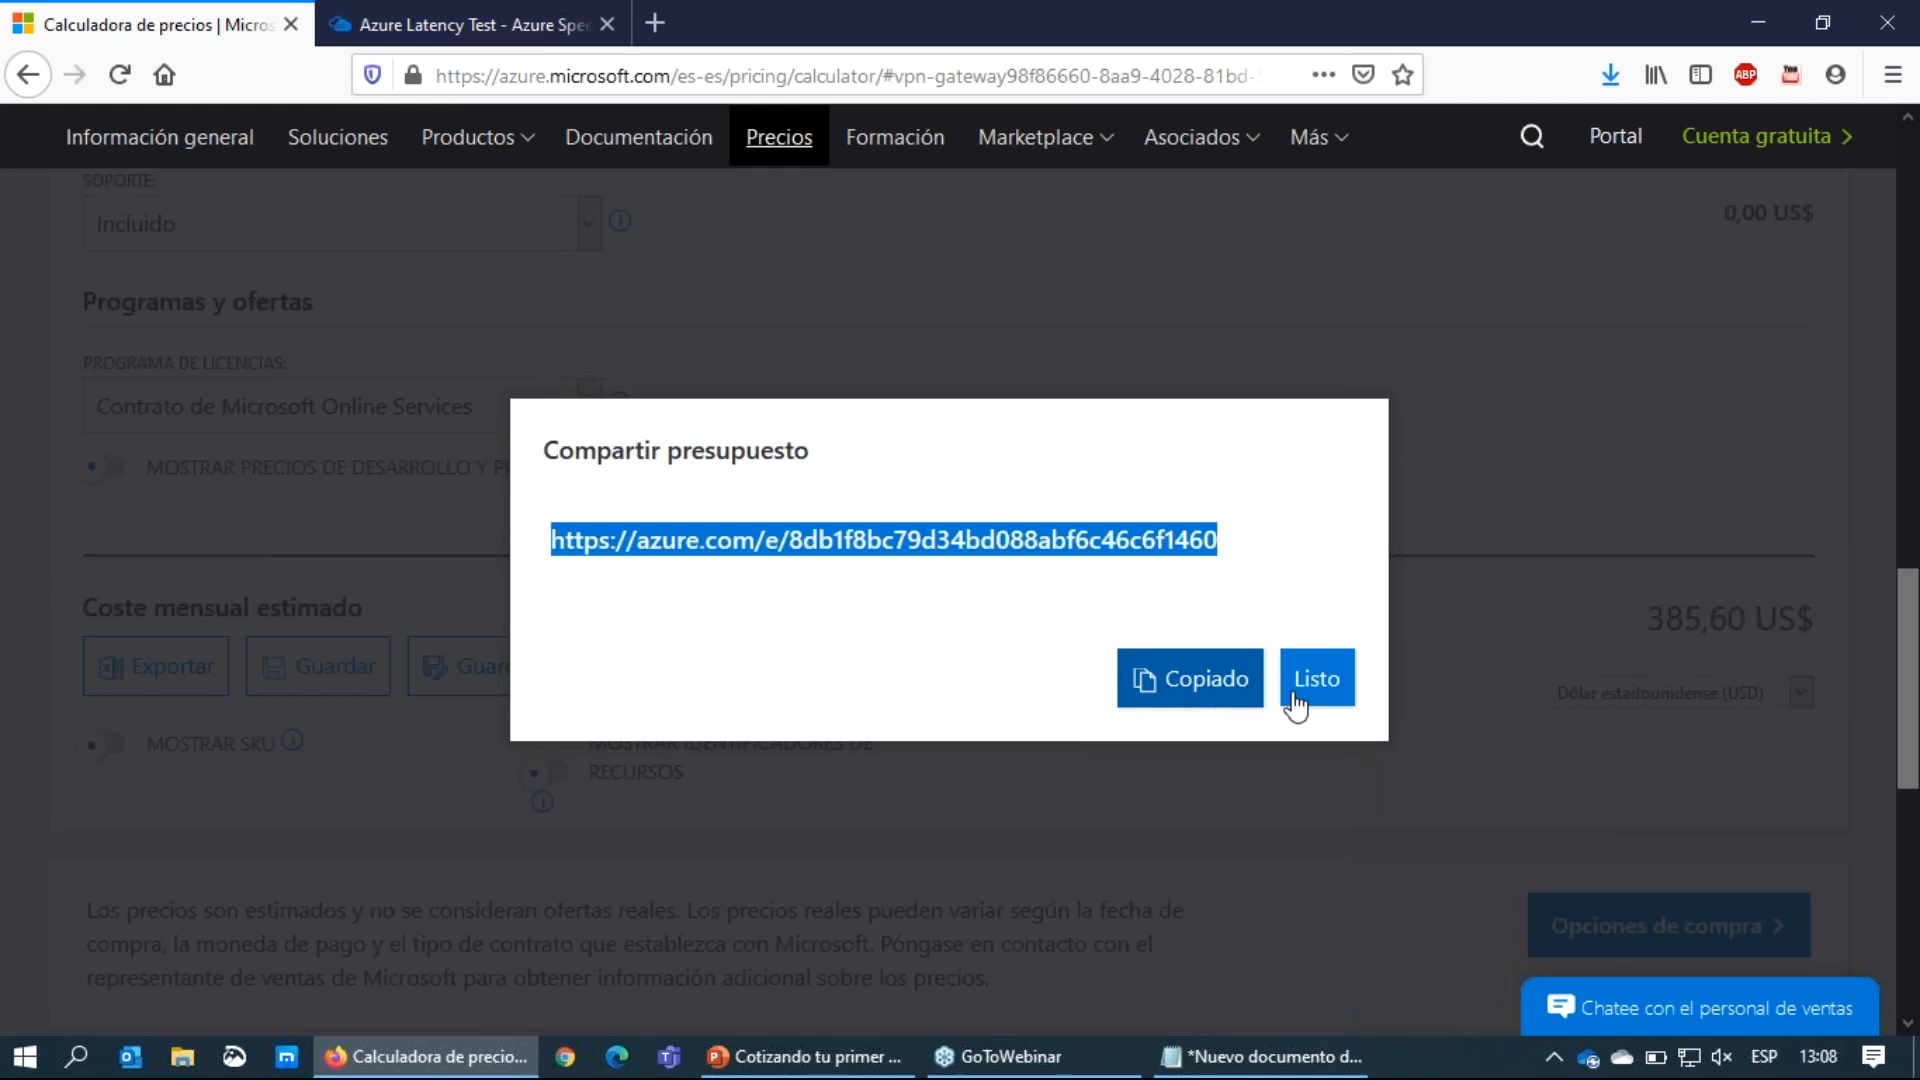 Calculadora de precios | Micros
Azure Latency Test - Azure Spee
https://azure.microsoft.com/es-es/pricing/calculator/#vpn-gateway98f86660-8aa9-4028-81bd-
ABP
Información general
Soluciones
Productos
Documentación
Precios
Formación
Marketplace
Asociados
Más
Portal
Cuenta gratuita
SOPORTE:
Incluido
0,00 US$
Programas y ofertas
PROGRAMA DE LICENCIAS:
Contrato de Microsoft Online Services
MOSTRAR PRECIOS DE DESARROLLO Y P
Compartir presupuesto
https://azure.com/e/8db1f8bc79d34bd088abf6c46c6f1460
Copiado
Listo
Coste mensual estimado
385,60 US$
Exportar
Guardar
Guar
Dólar estadounidense (USD)
MOSTRAR SKU
MOSTRAR IDENTIFICADORES DE
RECURSOS
Los precios son estimados y no se consideran ofertas reales. Los precios reales pueden variar según la fecha de
compra, la moneda de pago y el tipo de contrato que establezca con Microsoft. Póngase en contacto con el
representante de ventas de Microsoft para obtener información adicional sobre los precios.
Opciones de compra
Chatee con el personal de ventas
Calculadora de precio...
Cotizando tu primer ...
GoToWebinar
*Nuevo documento d...
ESP
13:08